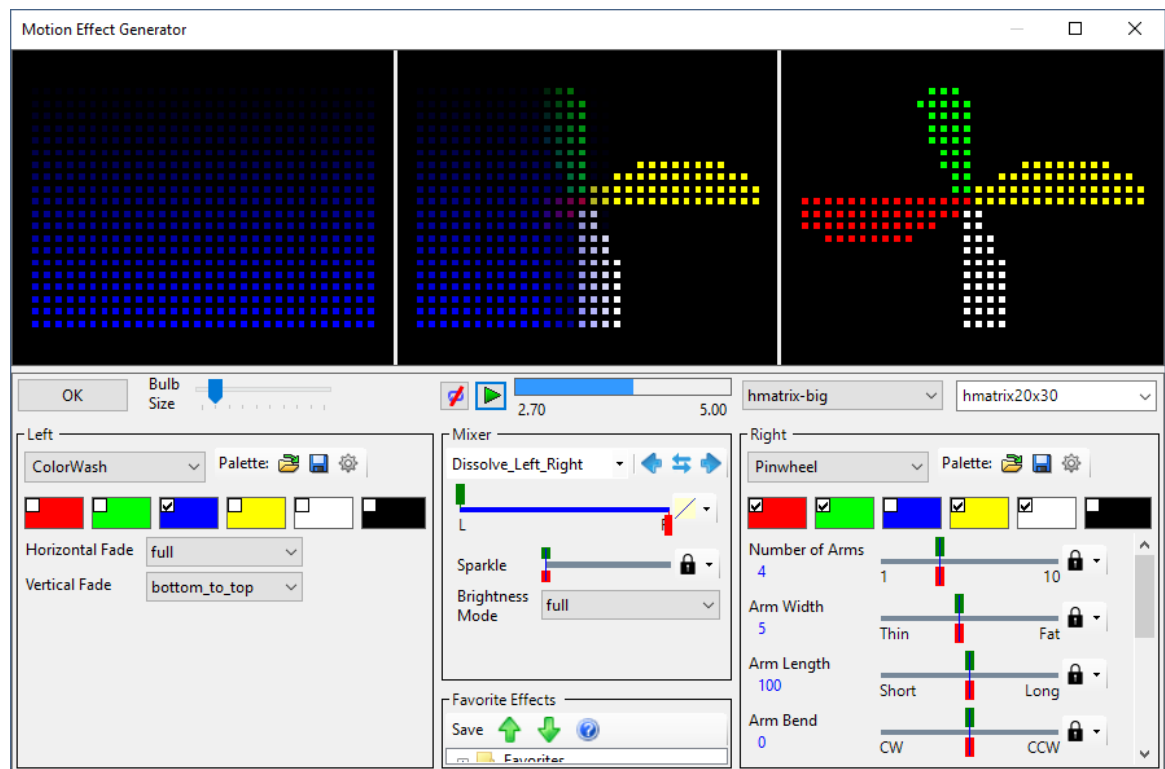 Motion Effect Generator
OK
Bulb Size
2.70
5.00
hmatrix-big
hmatrix20x30
Left
ColorWash
Palette:
Horizontal Fade
full
Vertical Fade
bottom_to_top
Mixer
Dissolve_Left_Right
L
Sparkle
Brightness Mode
full
Favorite Effects
Save
Favorites
Right
Pinwheel
Palette:
Number of Arms
4
1
10
Arm Width
5
Thin
Fat
Arm Length
100
Short
Long
Arm Bend
0
CW
CCW